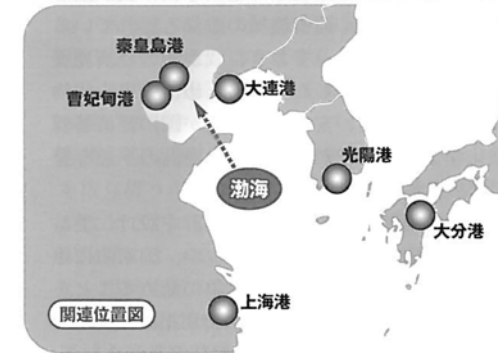 秦皇島港
曹妃甸港
大連港
光陽港
渤海
大分港
上海港
関連位置図